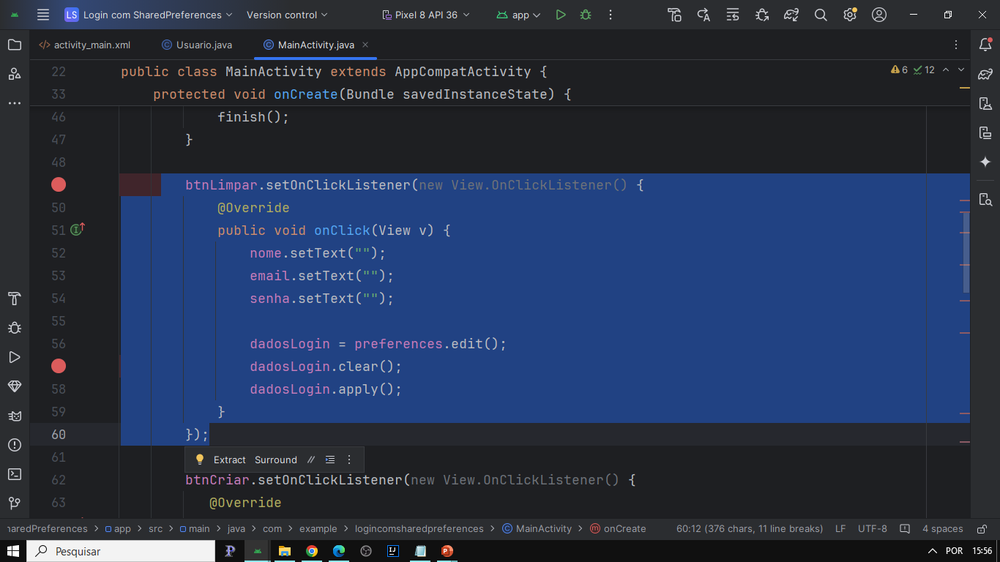 LS Login com SharedPreferences Version control Pixel 8 API 36 app
activity_main.xml Usuario.java MainActivity.java
22 public class MainActivity extends AppCompatActivity { 6 12
33 protected void onCreate(Bundle savedInstanceState) {
46 finish();
47 }
48
btnLimpar.setOnClickListener(new View.OnClickListener() {
50 @Override
51 public void onClick(View v) {
52 nome.setText("");
53 email.setText("");
54 senha.setText("");
55
56 dadosLogin = preferences.edit();
dadosLogin.clear();
58 dadosLogin.apply();
59 }
60 });
61
Extract Surround //
62 btnCriar.setOnClickListener(new View.OnClickListener() {
63 @Override
haredPreferences > app > src > main > java > com > example > logincomsharedpreferences > MainActivity > onCreate 60:12 (376 chars, 11 line breaks) LF UTF-8 4 spaces
Pesquisar POR 15:56